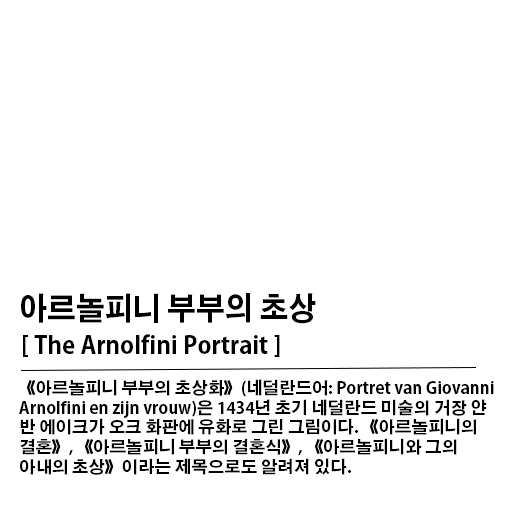 아르놀피니 부부의 초상
[ The Arnolfini Portrait ]
《아르놀피니 부부의 초상화》(네덜란드어: Portret van Giovanni
Arnolfini en zijn vrouw)은 1434년 초기 네덜란드 미술의 거장 얀
반 에이크가 오크 화판에 유화로 그린 그림이다. 《아르놀피니의
결혼》, 《아르놀피니 부부의 결혼식》, 《아르놀피니와 그의
아내의 초상》이라는 제목으로도 알려져 있다.